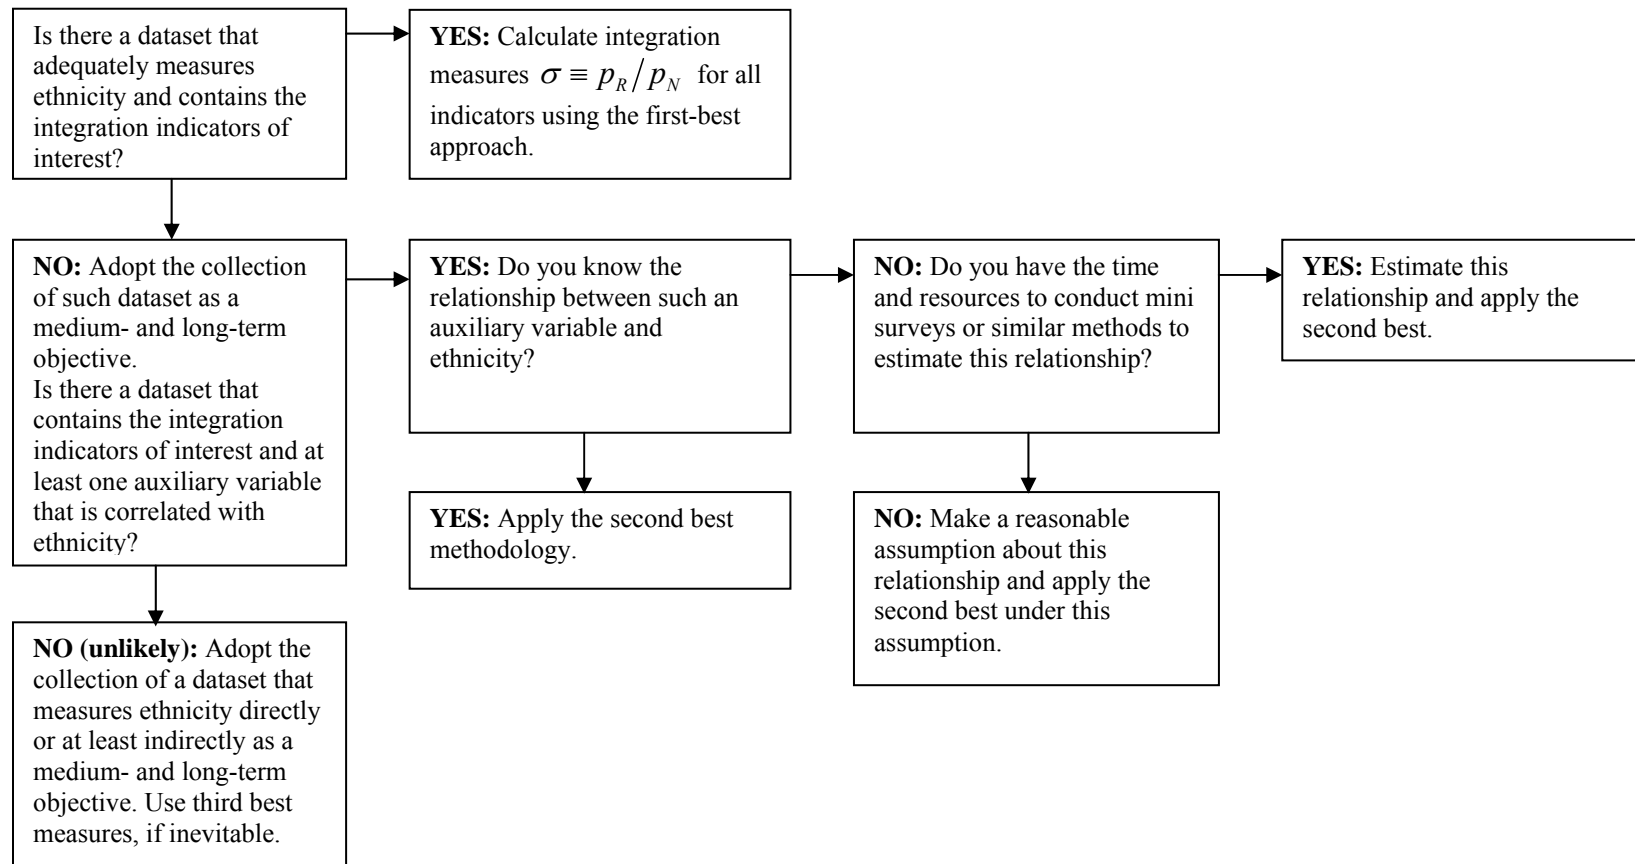 Is there a dataset that
adequately measures
ethnicity and contains the
integration indicators of
interest?
YES: Calculate integration
measures σ ≡ p_R/p_N for all
indicators using the first-best
approach.
NO: Adopt the collection
of such dataset as a
medium- and long-term
objective.
Is there a dataset that
contains the integration
indicators of interest and at
least one auxiliary variable
that is correlated with
ethnicity?
YES: Do you know the
relationship between such an
auxiliary variable and
ethnicity?
NO: Do you have the time
and resources to conduct mini
surveys or similar methods to
estimate this relationship?
YES: Estimate this
relationship and apply the
second best.
YES: Apply the second best
methodology.
NO: Make a reasonable
assumption about this
relationship and apply the
second best under this
assumption.
NO (unlikely): Adopt the
collection of a dataset that
measures ethnicity directly
or at least indirectly as a
medium- and long-term
objective. Use third best
measures, if inevitable.